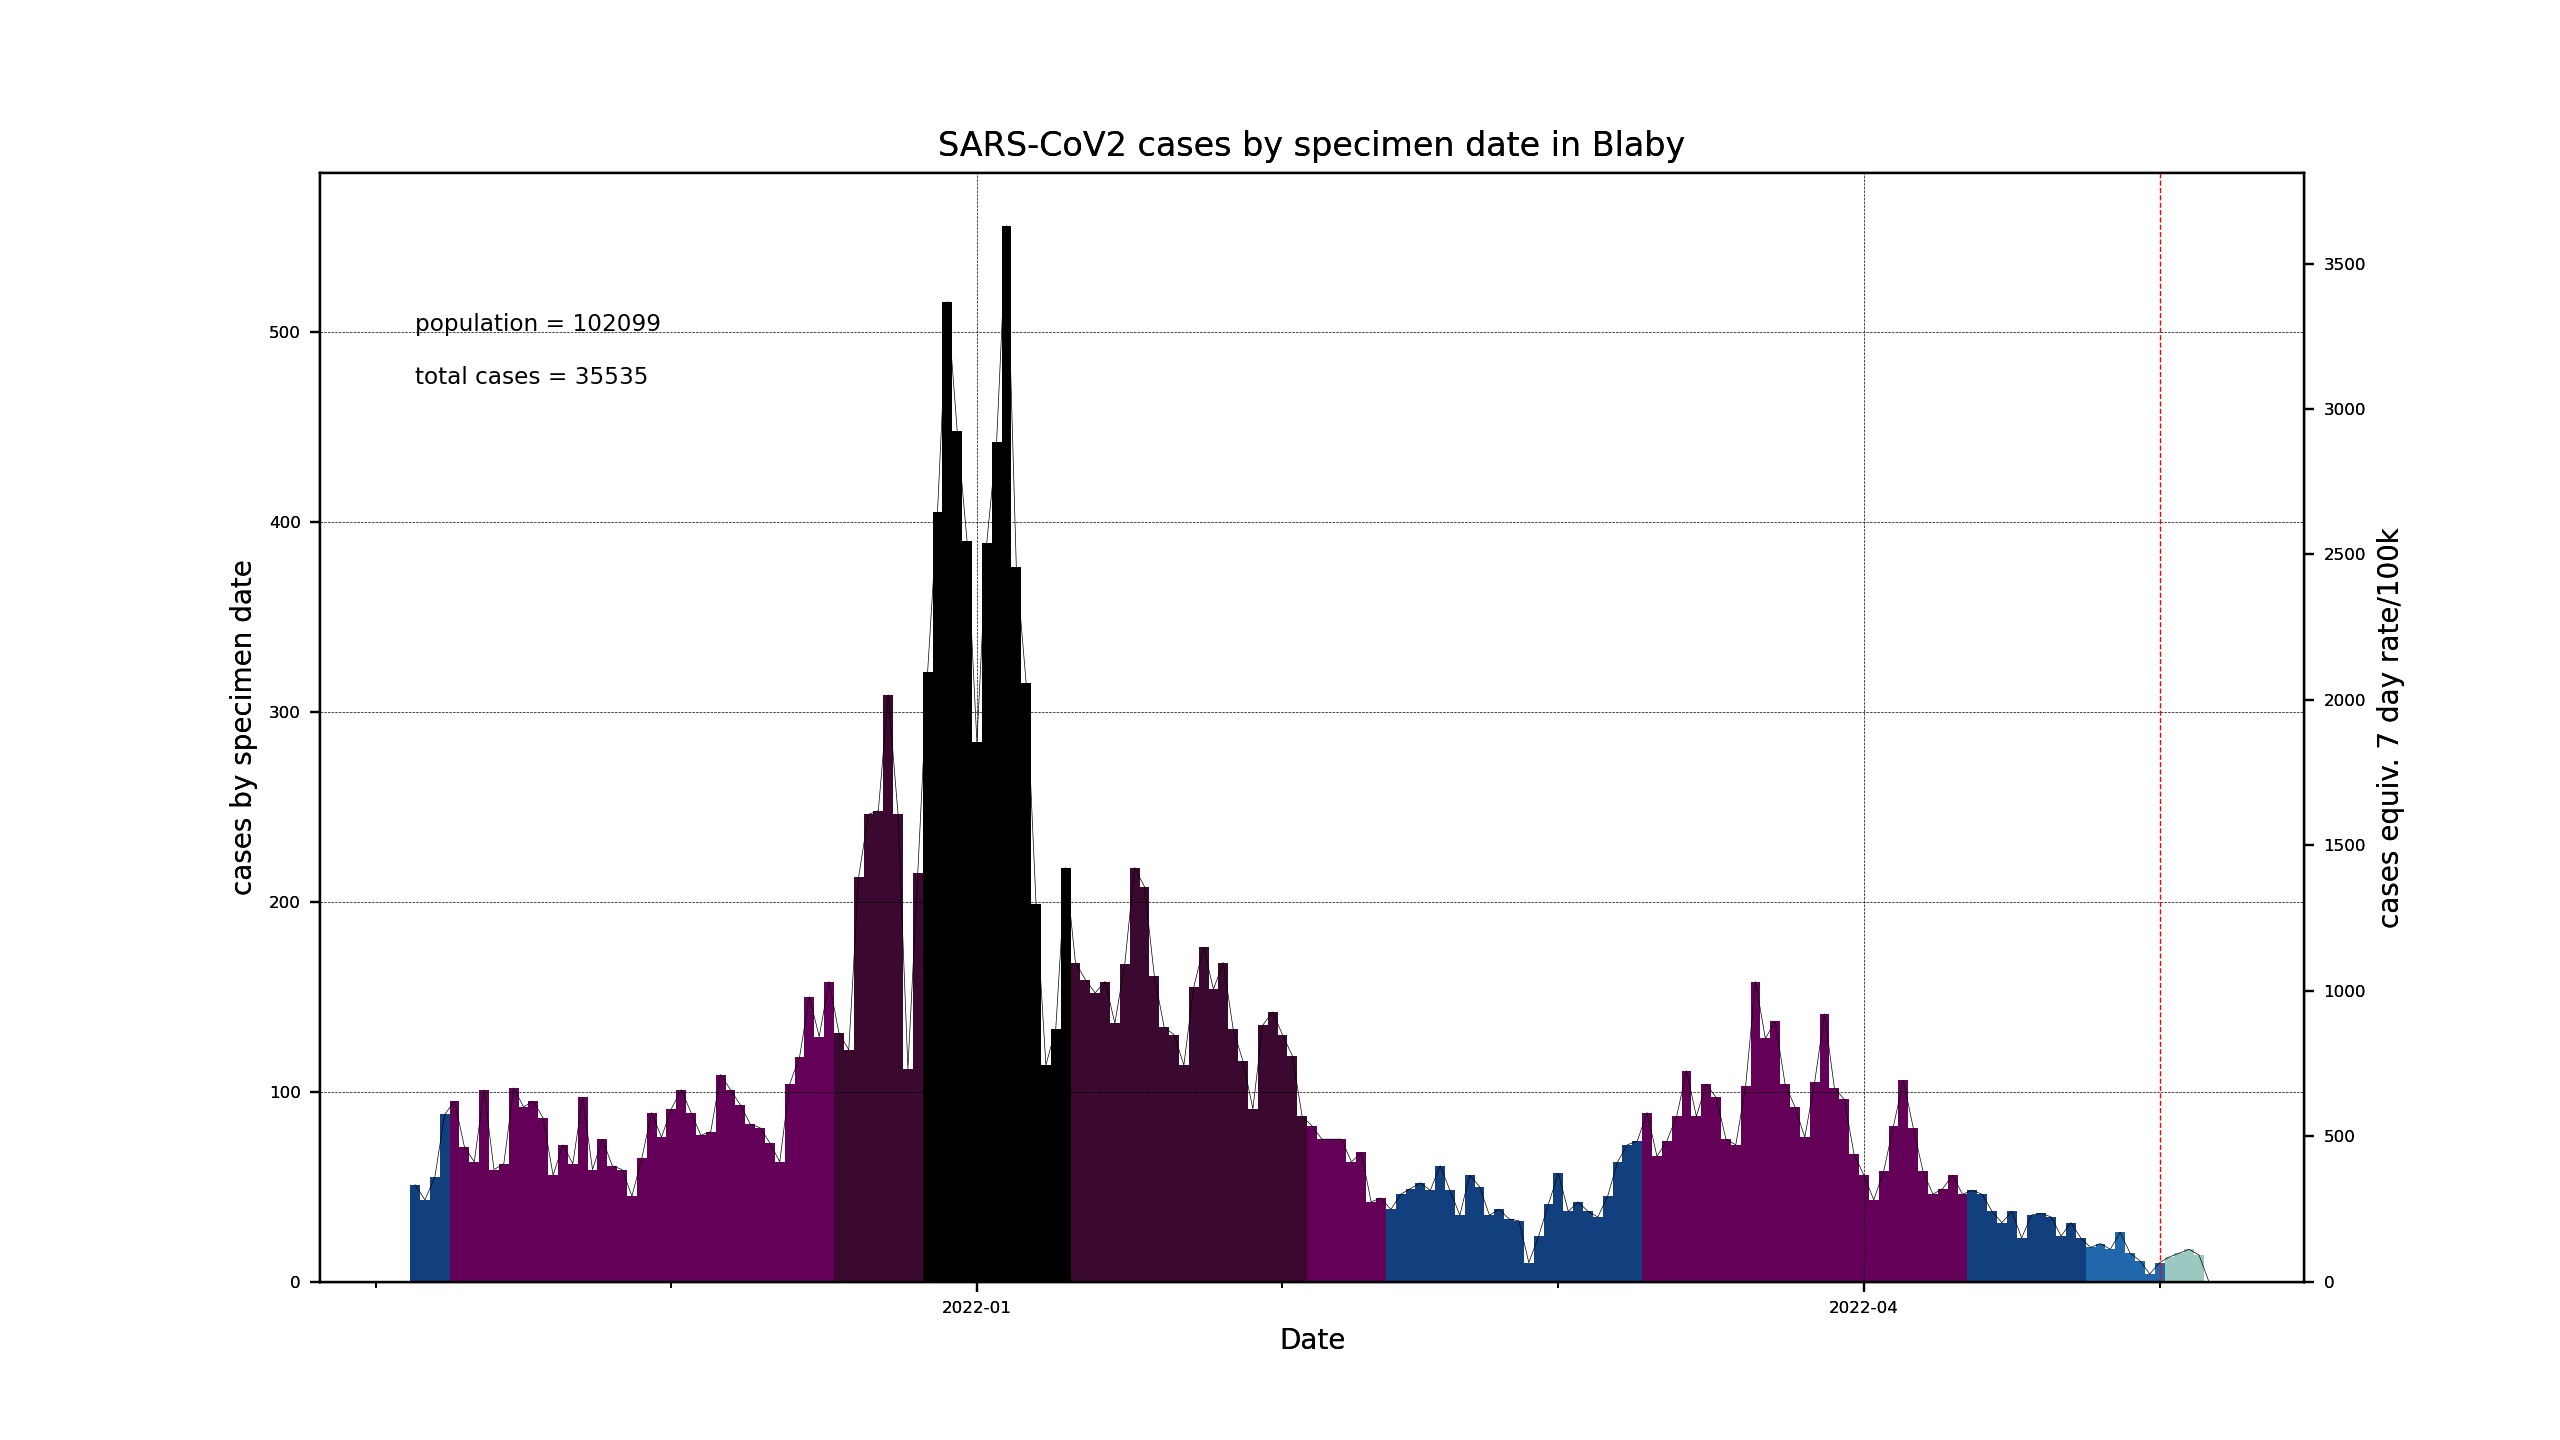 SARS-CoV2 cases by specimen date in Blaby
population = 102099
total cases = 35535
cases by specimen date
500
400
300
200
100
0
3500
3000
2500
2000
1500
1000
500
0
cases equiv. 7 day rate/100k
2022-01
2022-04
Date